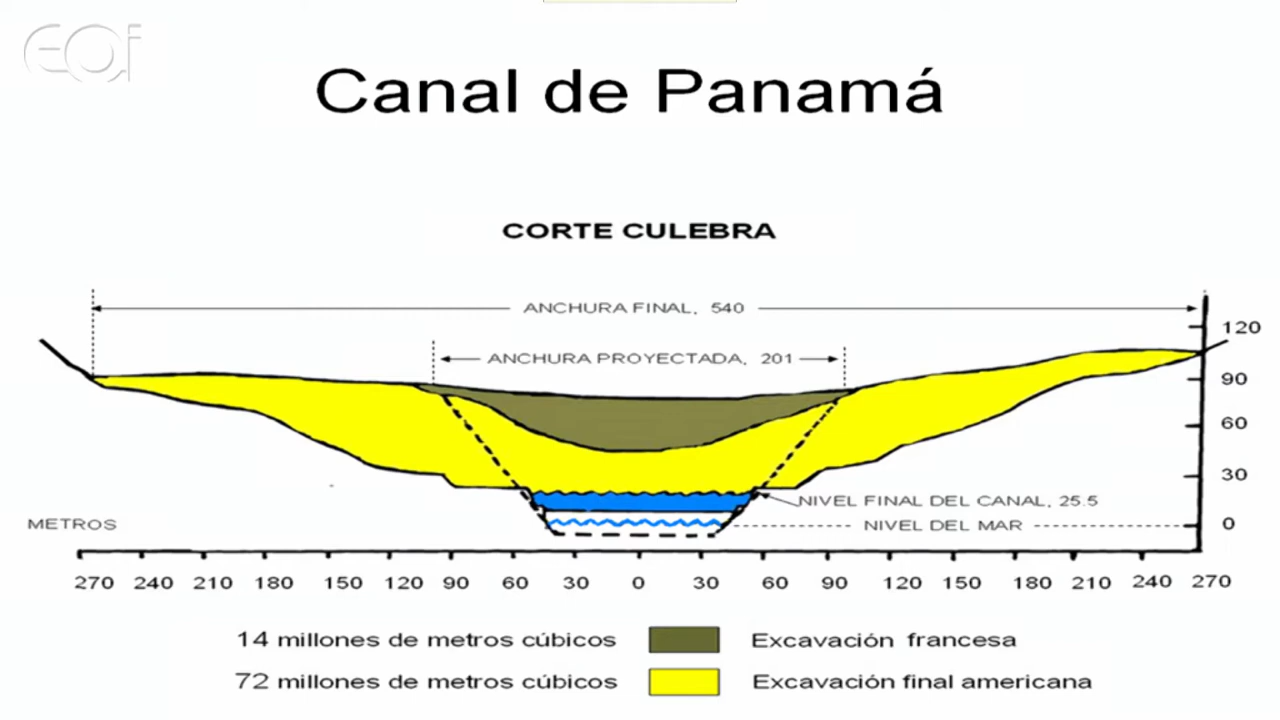 EOi
Canal de Panamá
CORTE CULEBRA
ANCHURA FINAL, 540
120
ANCHURA PROYECTADA, 201
90
60
30
NIVEL FINAL DEL CANAL, 25.5
METROS
NIVEL DEL MAR
0
270 240 210 180 150 120 90 60 30 0 30 60 90 120 150 180 210 240 270
14 millones de metros cúbicos Excavación francesa
72 millones de metros cúbicos Excavación final americana